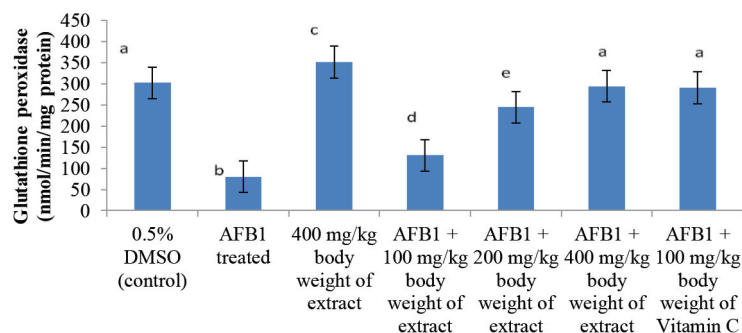 Glutathione peroxidase
(nmol/min/mg protein)
450
400
350
300
250
200
150
100
50
0
a
b
c
d
e
a
a
0.5%
DMSO
(control)
AFB1
treated
400 mg/kg
body
weight of
extract
AFB1 +
100 mg/kg
body
weight of
extract
AFB1 +
200 mg/kg
body
weight of
extract
AFB1 +
400 mg/kg
body
weight of
extract
AFB1 +
100 mg/kg
body
weight of
Vitamin C